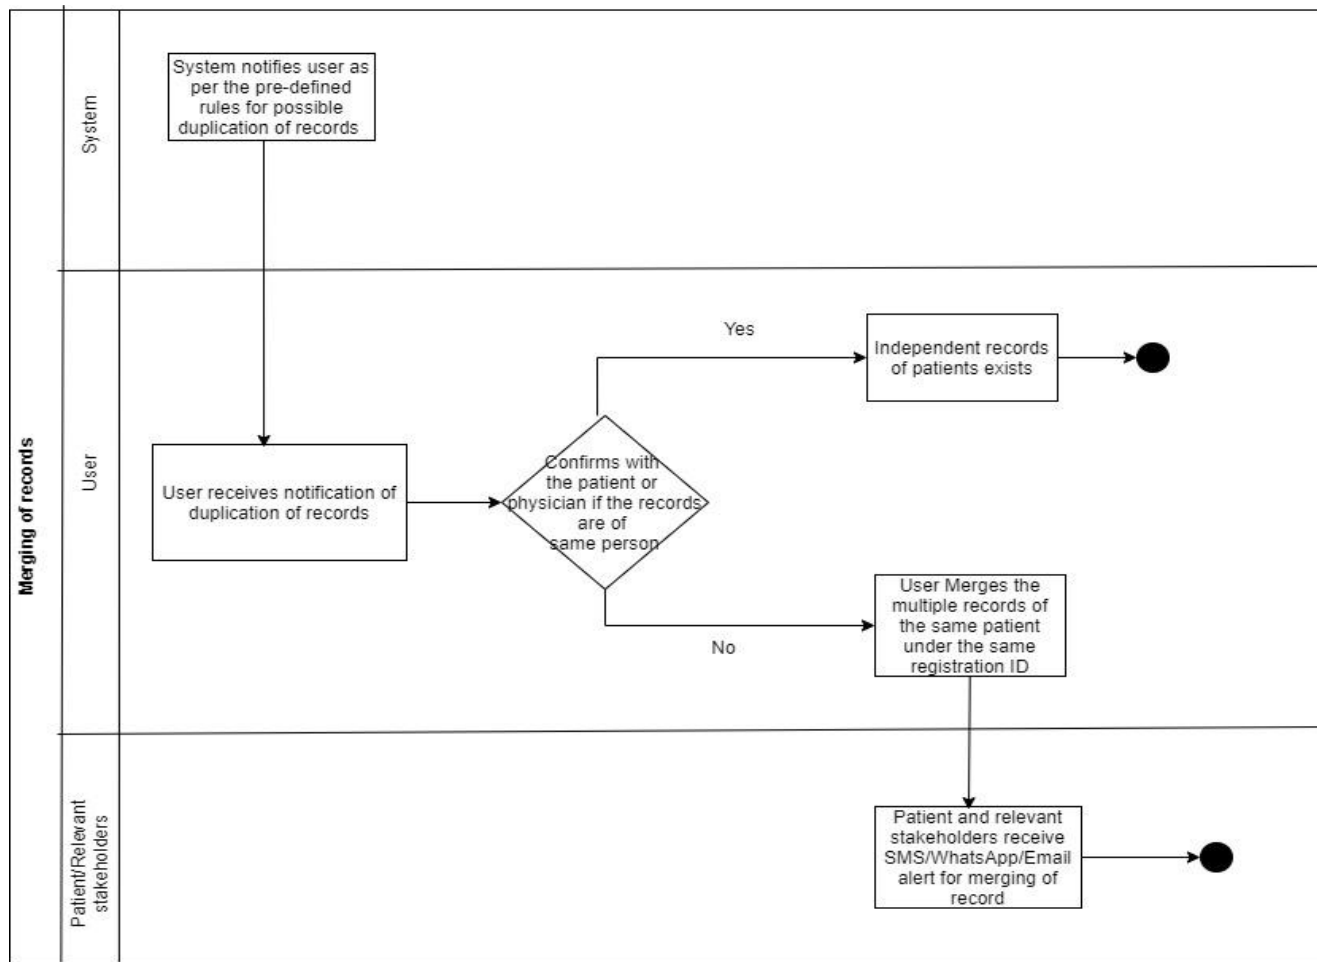 Merging of records
System
System notifies user as
per the pre-defined
rules for possible
duplication of records
User
User receives notification of
duplication of records
Confirms with
the patient or
physician if the records
are of
same person
Yes
Independent records
of patients exists
No
User Merges the
multiple records of
the same patient
under the same
registration ID
Patient/Relevant
stakeholders
Patient and relevant
stakeholders receive
SMS/WhatsApp/Email
alert for merging of
record